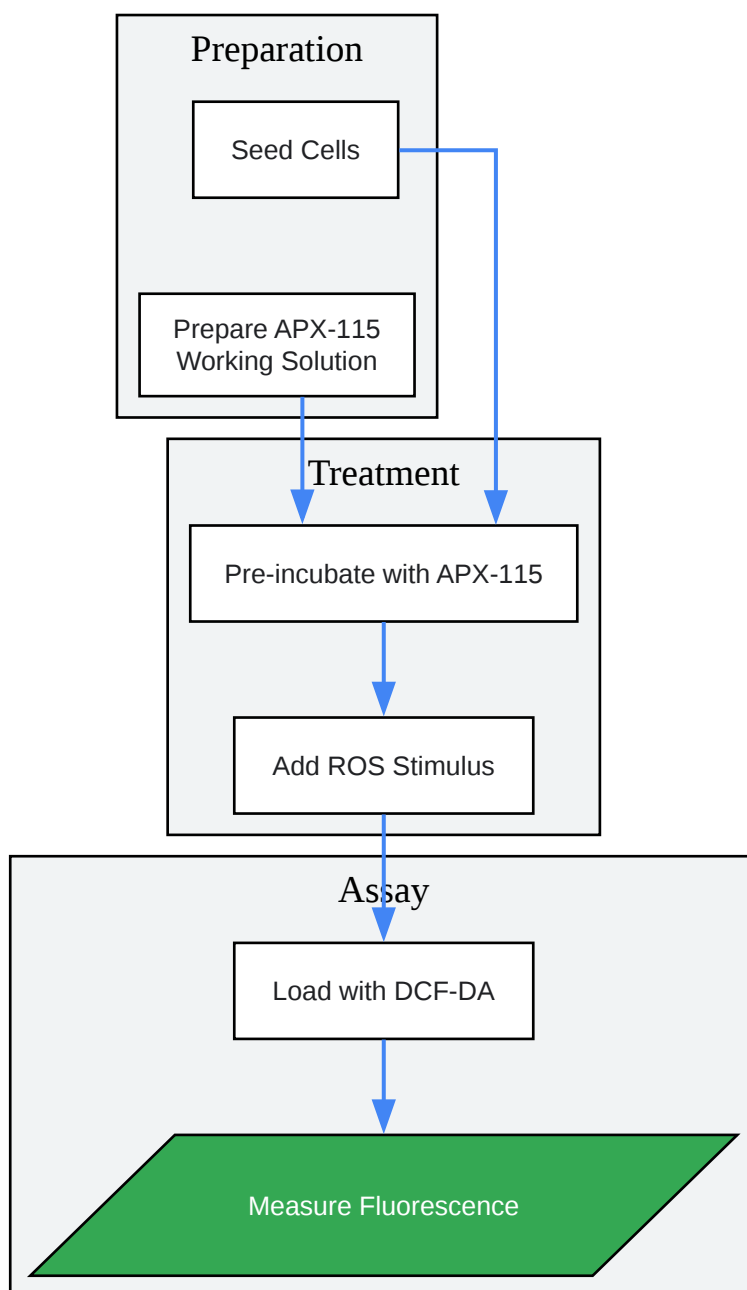 Preparation
Seed Cells
Prepare APX-115
Working Solution
Treatment
Pre-incubate with APX-115
Add ROS Stimulus
Assay
Load with DCF-DA
Measure Fluorescence